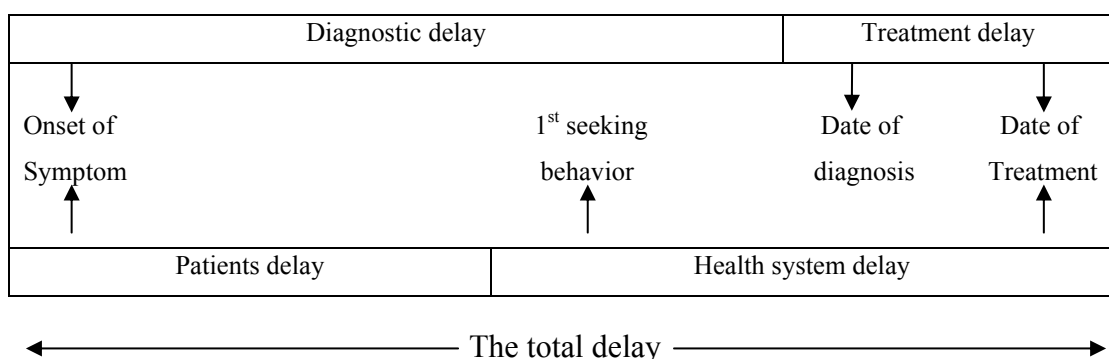 Diagnostic delay Treatment delay
Onset of 1st seeking Date of Date of
Symptom behavior diagnosis Treatment
Patients delay Health system delay
The total delay